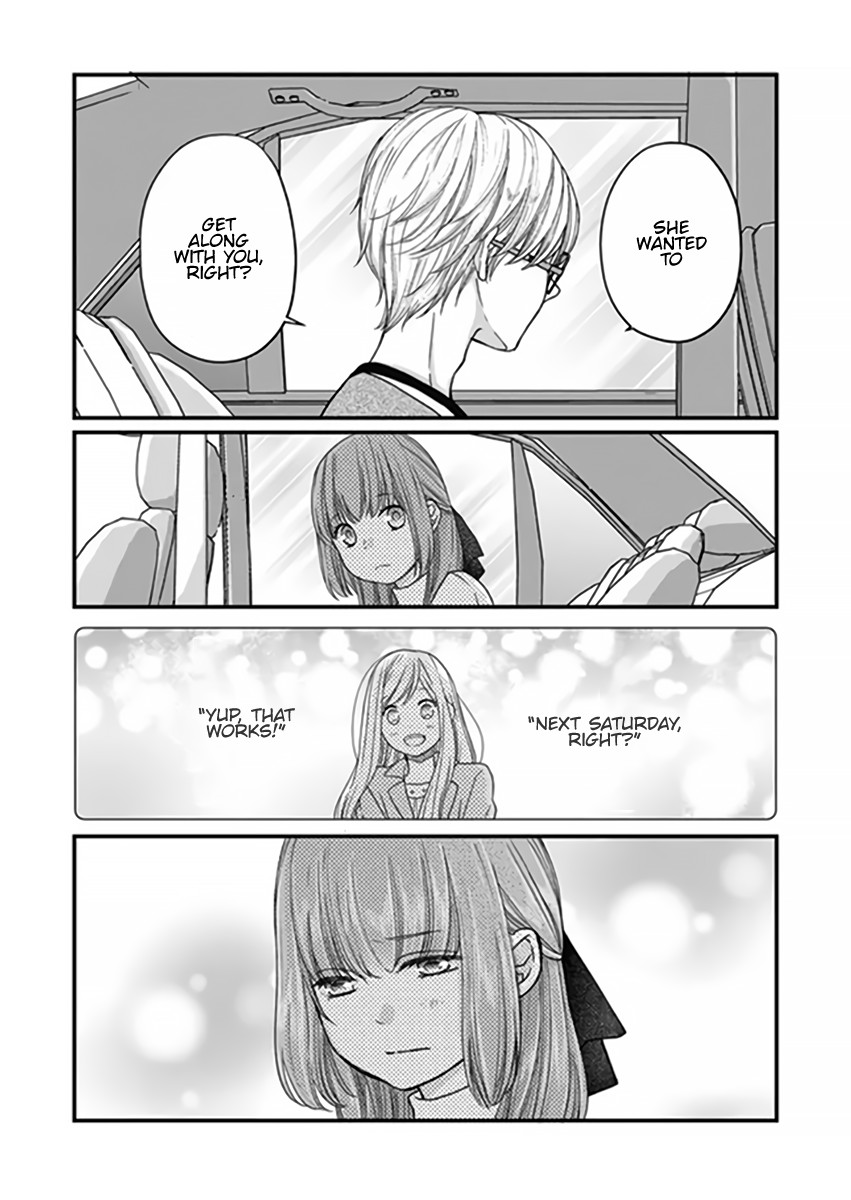 SHE
WANTED
TO
GET
ALONG
WITH YOU,
RIGHT?
"NEXT SATURDAY,
RIGHT?"
"YUP, THAT
WORKS!"